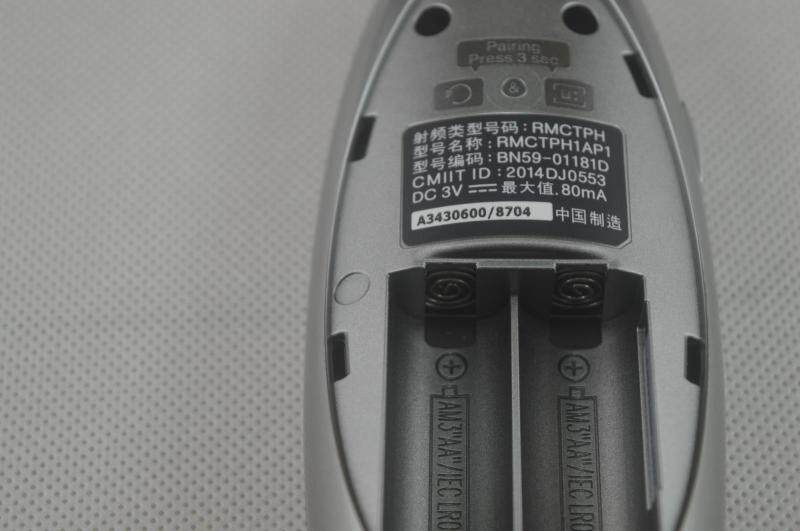 Pairing
Press 3 sec
&
射频类型号码 : RMCTPH
型号名称 : RMCTPH1AP1
型号编码 : BN59-01181D
CMIIT ID : 2014DJ0553
DC 3V 最大值. 80mA
A3430600/8704 中国制造
AM3"AA"/IEC LR0
AM3"AA"/IEC LR0